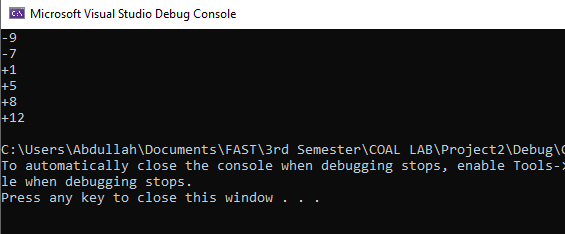 Microsoft Visual Studio Debug Console
-9
-7
+1
+5
+8
+12
C:\Users\Abdullah\Documents\FAST\3rd Semester\COAL LAB\Project2\Debug\
To automatically close the console when debugging stops, enable Tools-
le when debugging stops.
Press any key to close this window . . .